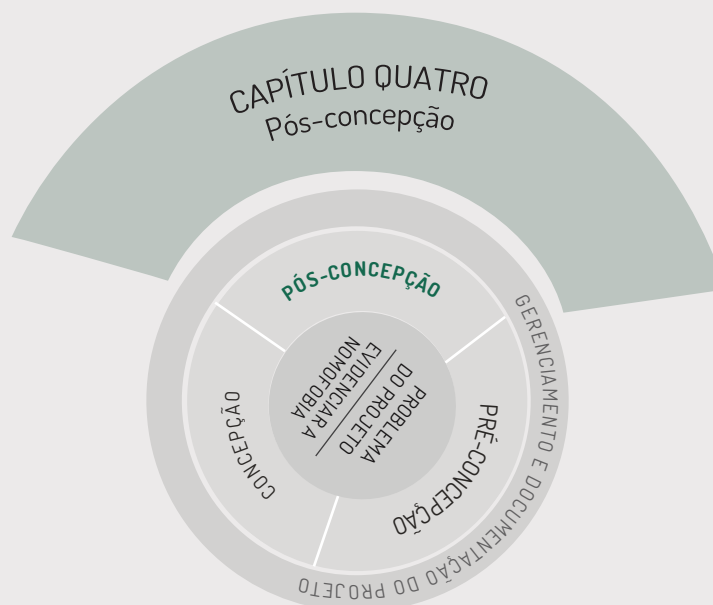 CAPÍTULO QUATRO
Pós-concepção
PÓS-CONCEPÇÃO
GERENCIAMENTO E DOCUMENTAÇÃO DO PROJETO
PRÉ-CONCEPÇÃO
CONCEPÇÃO
PROBLEMA
DO PROJETO
EVIDENCIAR A
NOMOFOBIA